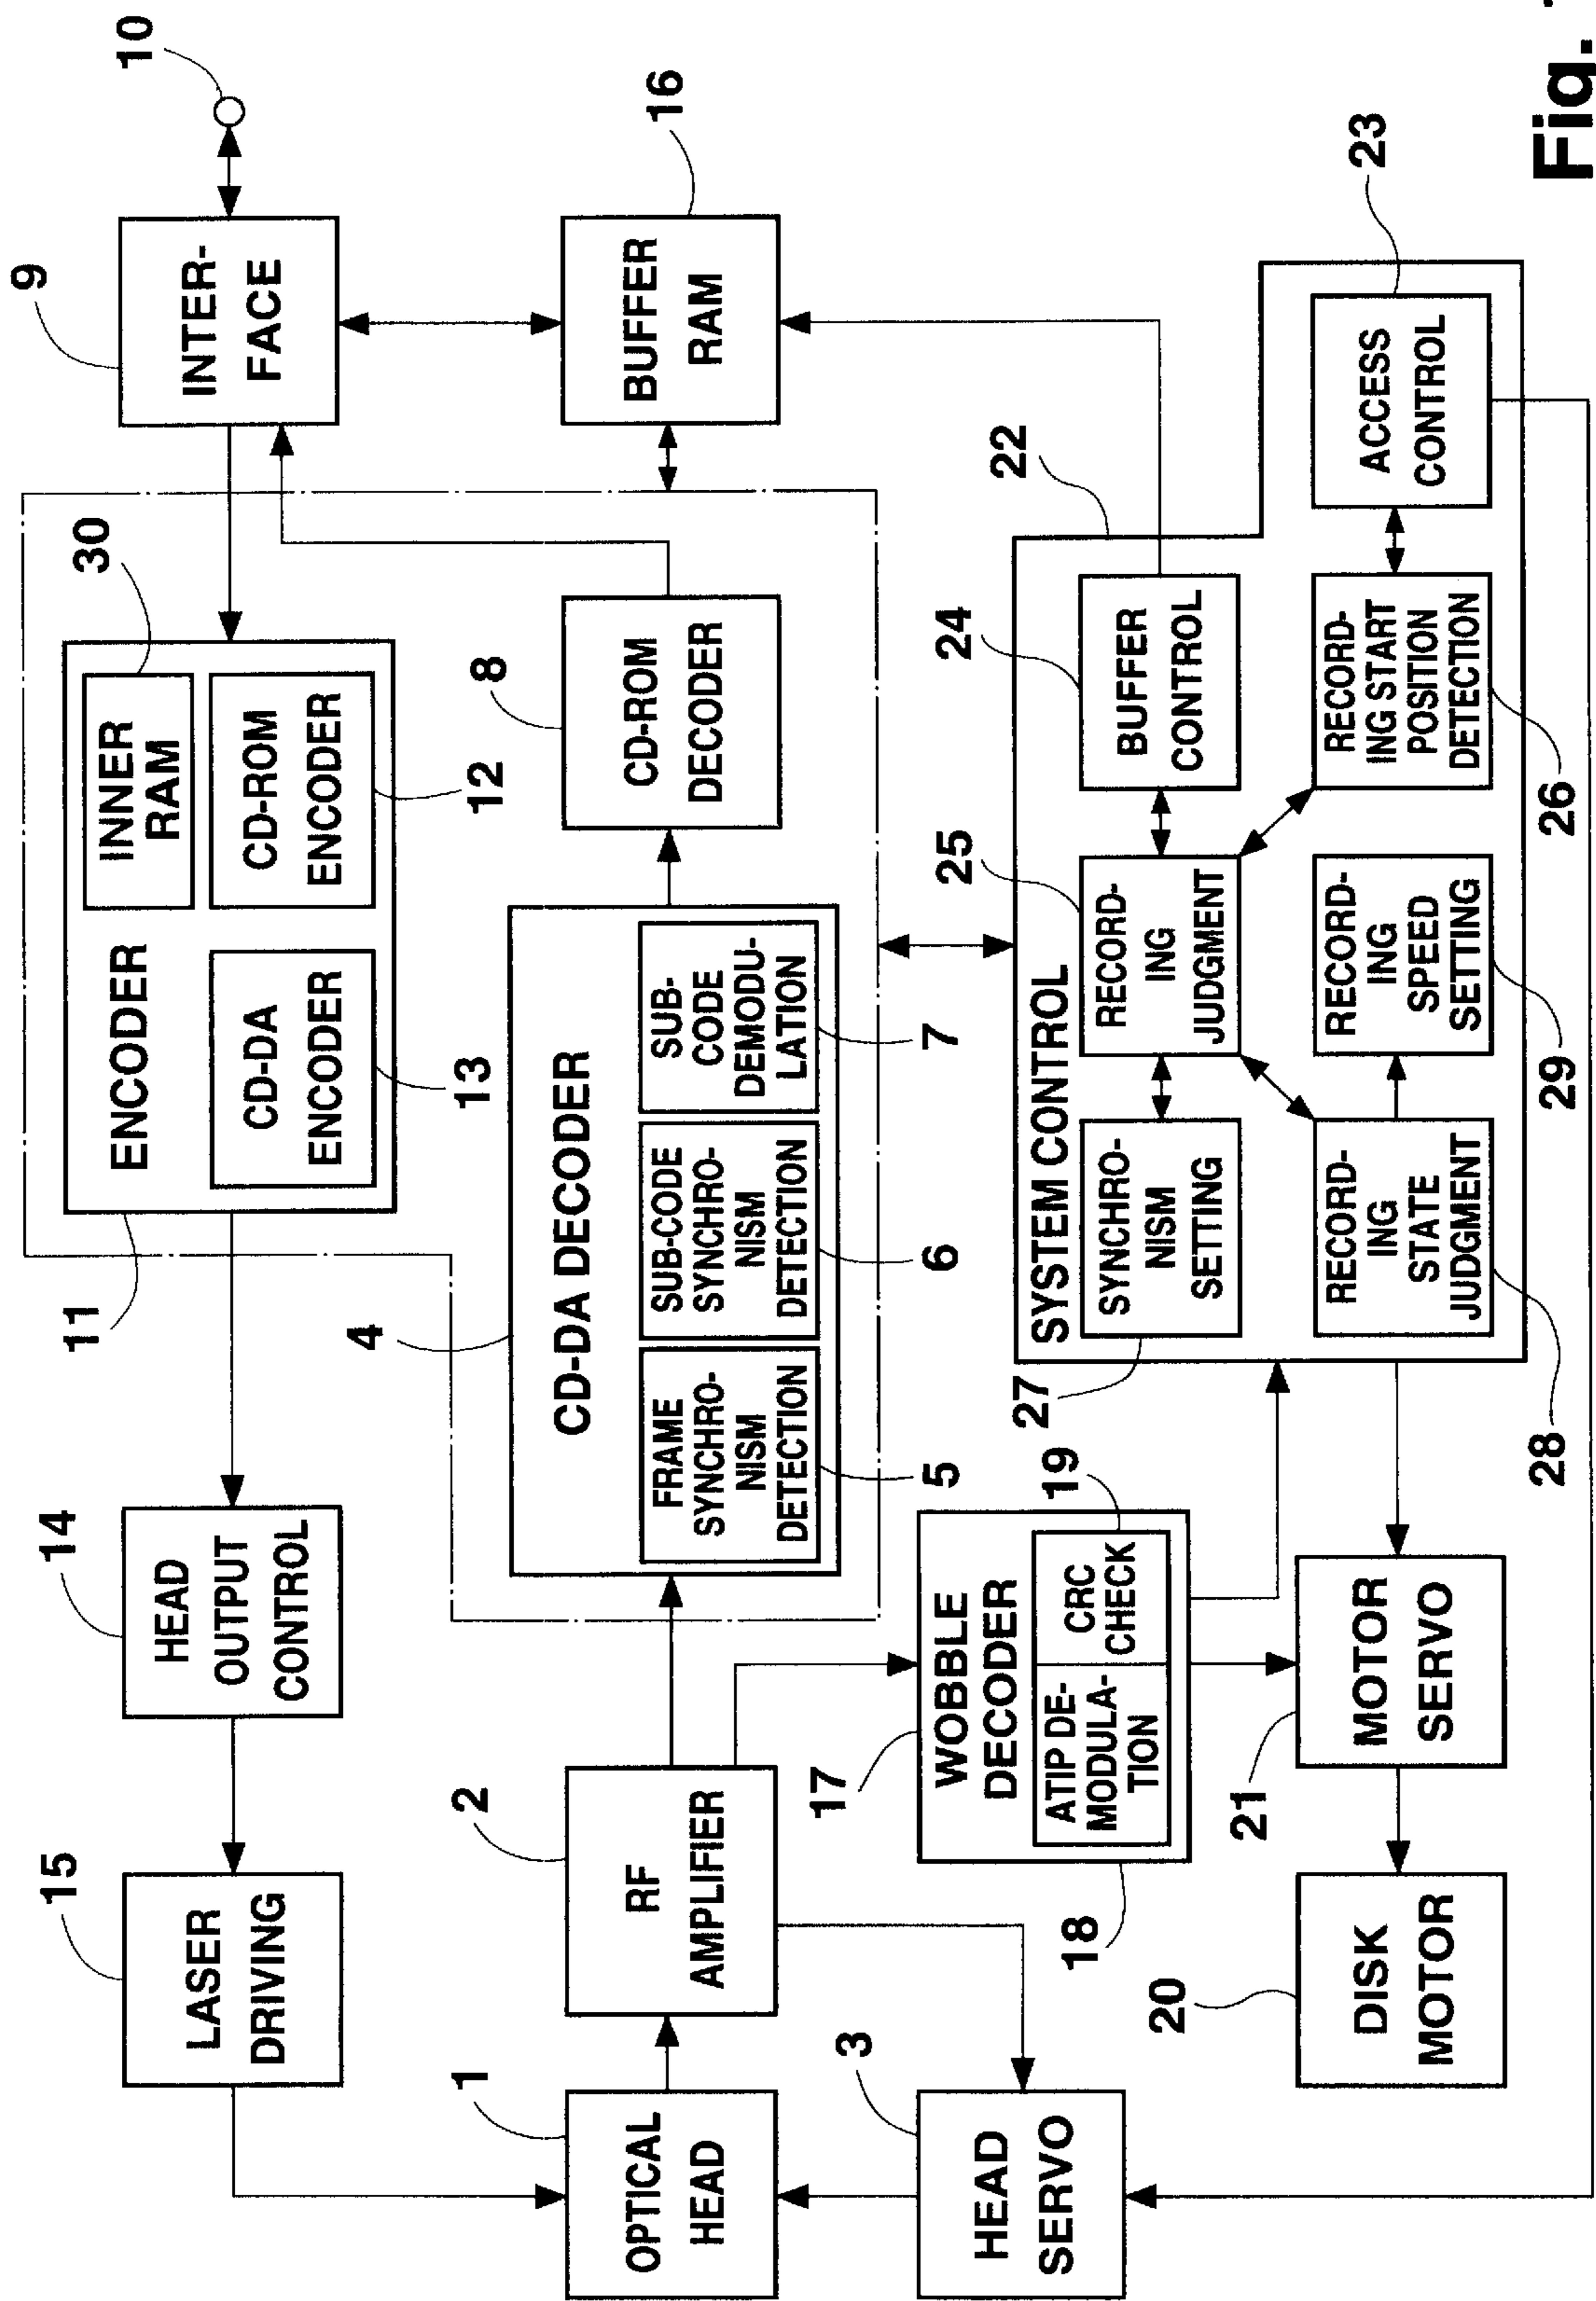 15
LASER
DRIVING
14
HEAD
OUTPUT
CONTROL
11
ENCODER
30
INNER
RAM
CD-DA
ENCODER
13
CD-ROM
ENCODER
12
9
INTER-
FACE
10
1
OPTICAL
HEAD
2
RF
AMPLIFIER
4
CD-DA DECODER
FRAME
SYNCHRO-
NISM
DETECTION
5
SUB-CODE
SYNCHRO-
NISM
DETECTION
6
SUB-
CODE
DEMODU-
LATION
7
8
CD-ROM
DECODER
16
BUFFER
RAM
3
HEAD
SERVO
17
WOBBLE
DECODER
ATIP DE-
MODULA-
TION
18
CRC
CHECK
19
20
DISK
MOTOR
21
MOTOR
SERVO
22
SYSTEM CONTROL
27
SYNCHRO-
NISM
SETTING
25
RECORD-
ING
JUDGMENT
24
BUFFER
CONTROL
RECORD-
ING
STATE
JUDGMENT
28
RECORD-
ING
SPEED
SETTING
29
RECORD-
ING START
POSITION
DETECTION
26
23
ACCESS
CONTROL
Fig.